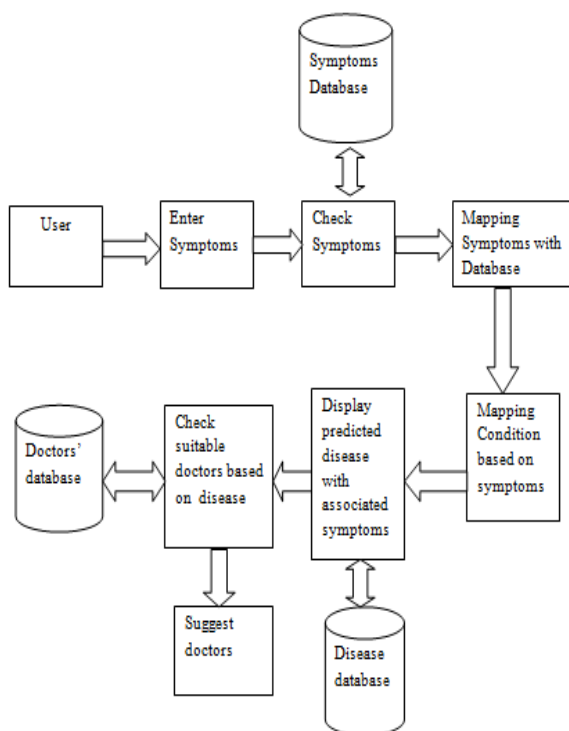 Symptoms
Database
User
Enter
Symptoms
Check
Symptoms
Mapping
Symptoms with
Database
Mapping
Condition
based on
symptoms
Display
predicted
disease
with
associated
symptoms
Check
suitable
doctors based
on disease
Doctors’
database
Suggest
doctors
Disease
database